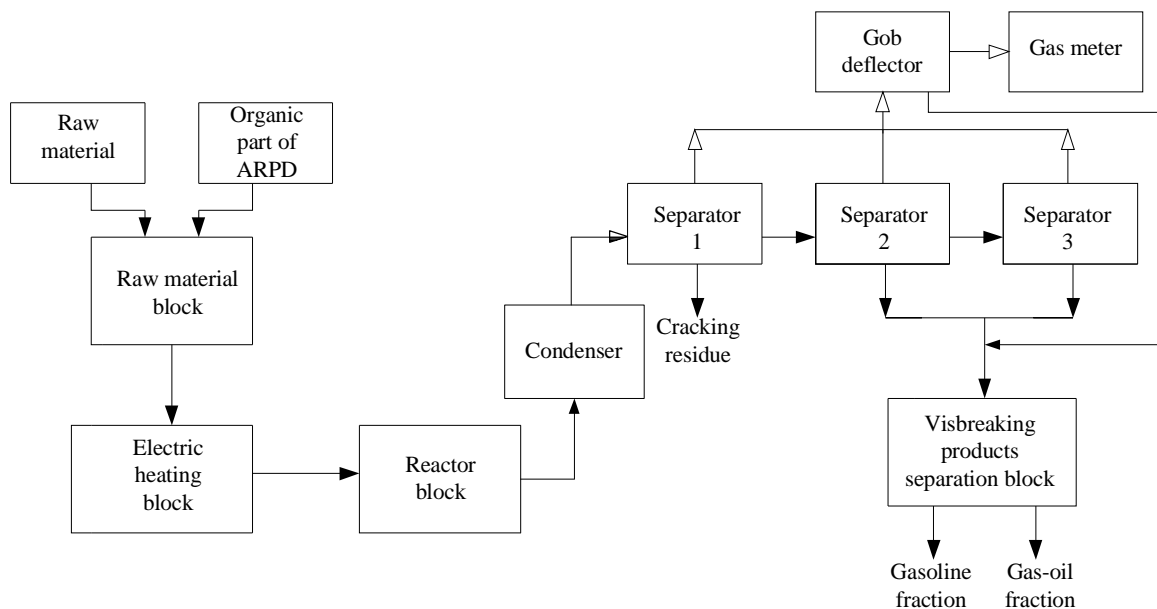 Gob
deflector
Gas meter
Raw
material
Organic
part of
ARPD
Separator
1
Separator
2
Separator
3
Raw material
block
Condenser
Cracking
residue
Electric
heating
block
Reactor
block
Visbreaking
products
separation block
Gasoline
fraction
Gas-oil
fraction